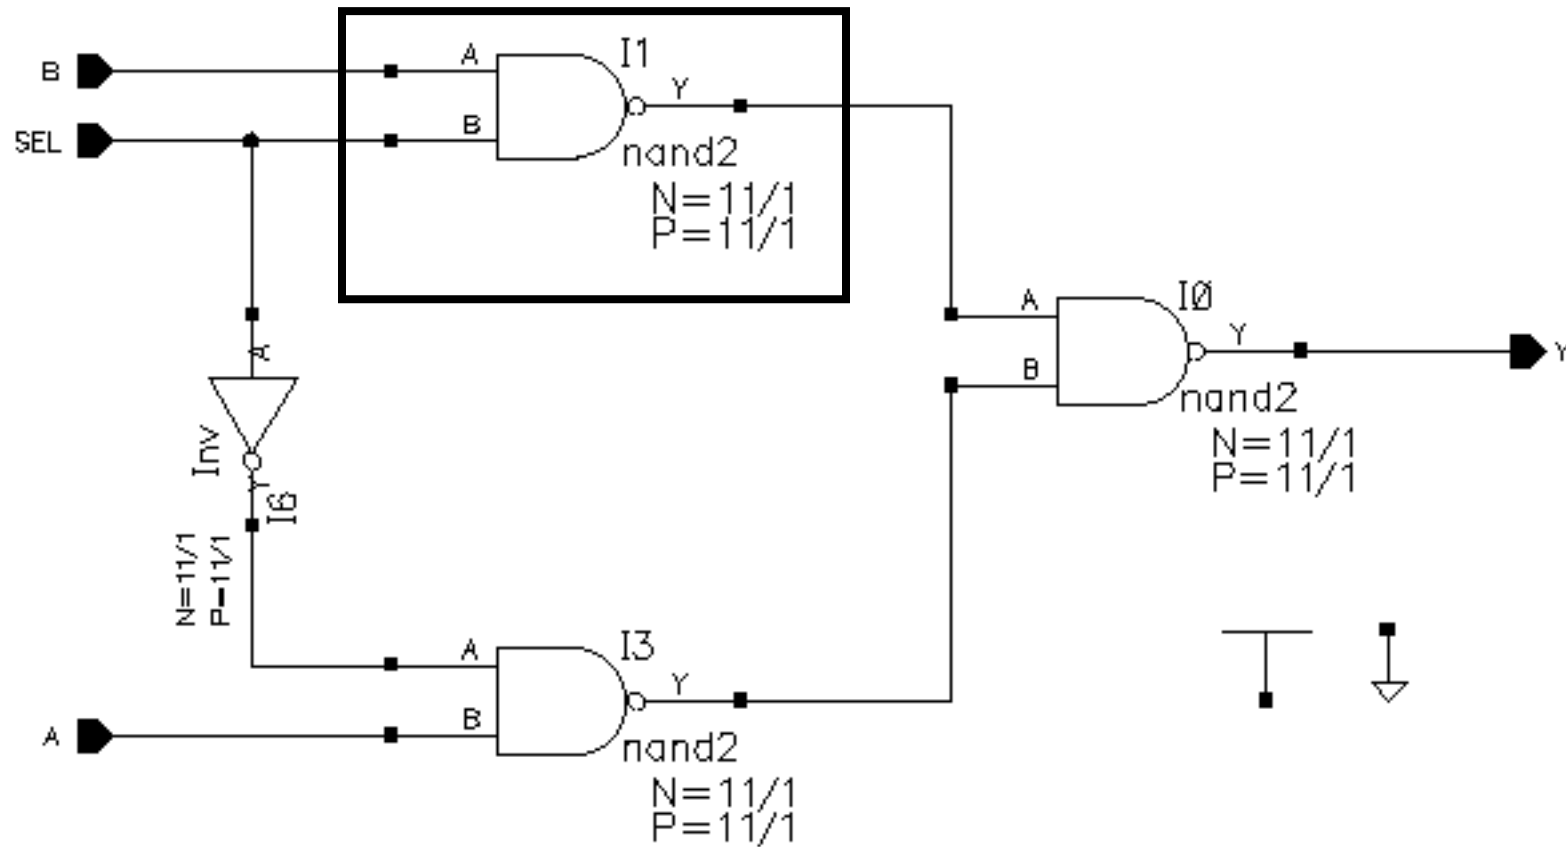 B
SEL
A
B
I1
Y
nand2
N=11/1
P=11/1
A
Inv
Y
I6
N=11/1
P=11/1
A
B
I0
Y
nand2
N=11/1
P=11/1
Y
A
A
B
I3
Y
nand2
N=11/1
P=11/1